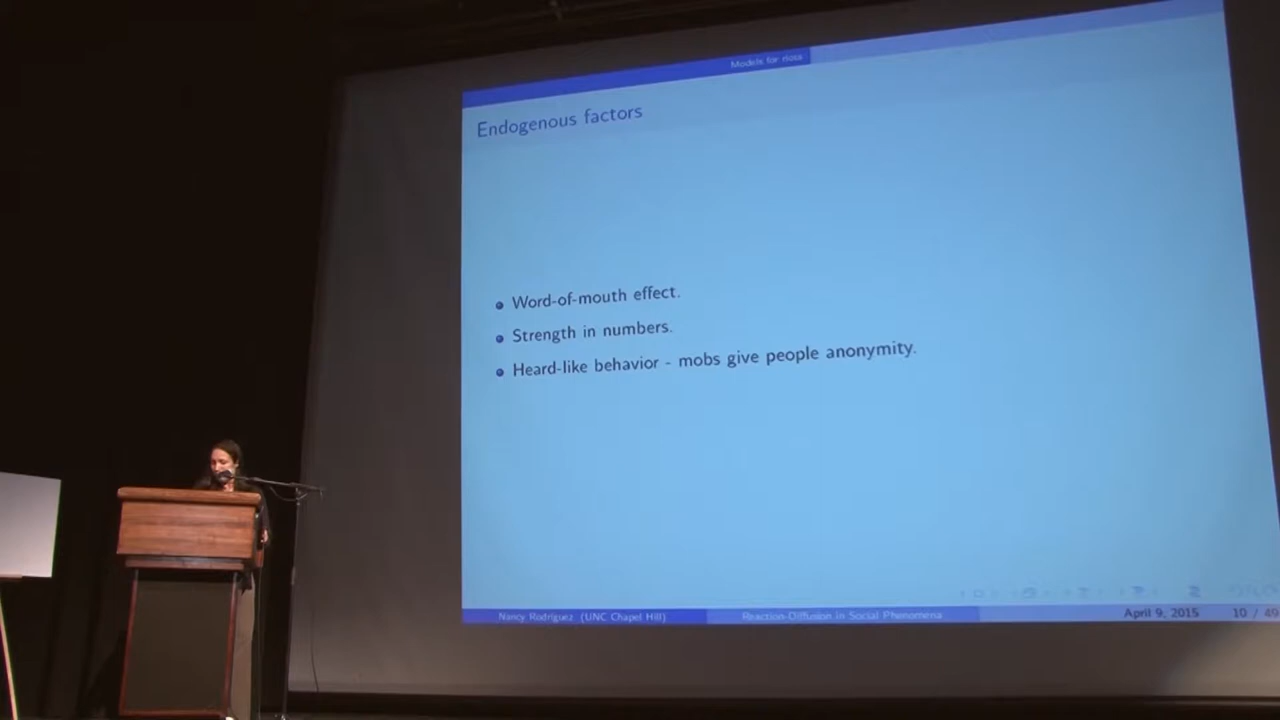 Models for riots
Endogenous factors
Word-of-mouth effect.
Strength in numbers.
Heard-like behavior - mobs give people anonymity.
Nancy Rodríguez (UNC Chapel Hill)
Reaction-Diffusion in Social Phenomena
April 9, 2015
10 / 49